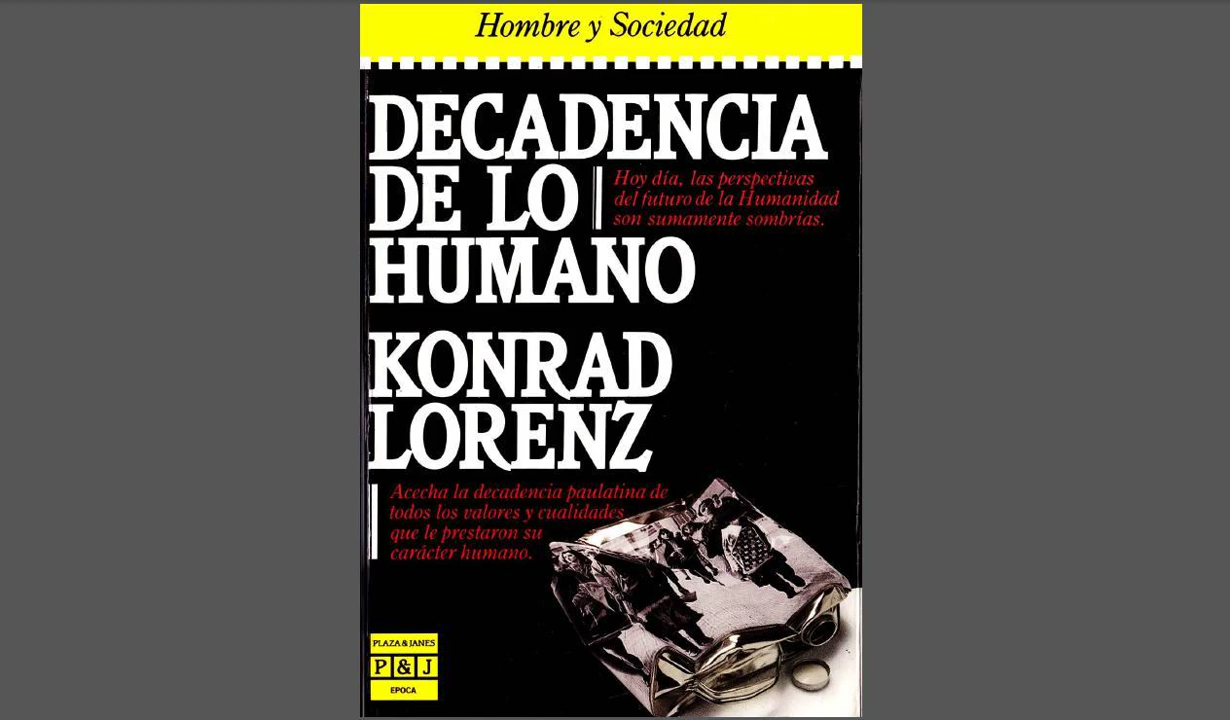 Hombre y Sociedad
DECADENCIA
DE LO
Hoy día, las perspectivas
del futuro de la Humanidad
son sumamente sombrías.
HUMANO
KONRAD
LORENZ
Acecha la decadencia paulatina de
todos los valores y cualidades
que le prestaron su
carácter humano.
PLAZA & JANES
P & J
EPOCA